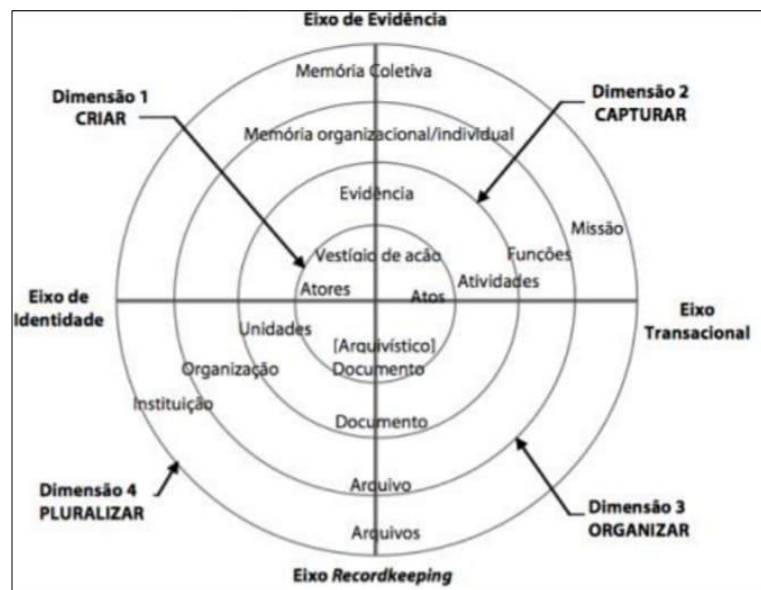 Eixo de Evidência
Memória Coletiva
Dimensão 1
CRIAR
Dimensão 2
CAPTURAR
Memória organizacional/individual
Evidência
Missão
Vestígio de ação
Funções
Atividades
Atores
Atos
Eixo de
Identidade
Eixo
Transacional
Unidades
[Arquivístico]
Documento
Organização
Instituição
Documento
Dimensão 4
PLURALIZAR
Arquivo
Dimensão 3
ORGANIZAR
Arquivos
Eixo Recordkeeping